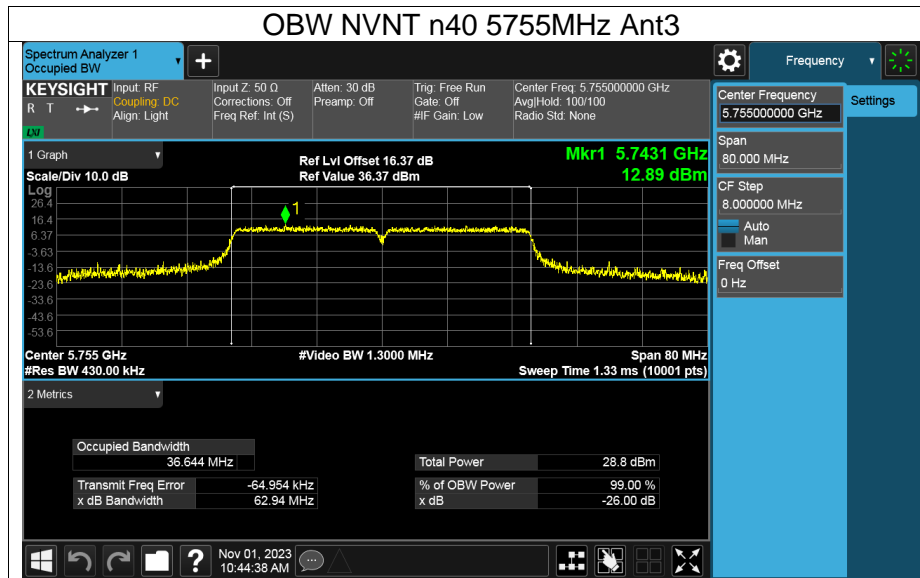 OBW NVNT n40 5755MHz Ant3
Spectrum Analyzer 1
Occupied BW
+
Frequency
KEYSIGHT
R T
LXI
Input: RF
Coupling: DC
Align: Light
Input Z: 50 Ω
Corrections: Off
Freq Ref: Int (S)
Atten: 30 dB
Preamp: Off
Trig: Free Run
Gate: Off
#IF Gain: Low
Center Freq: 5.755000000 GHz
Avg|Hold: 100/100
Radio Std: None
Center Frequency
5.755000000 GHz
Settings
Span
80.000 MHz
CF Step
8.000000 MHz
Auto
Man
Freq Offset
0 Hz
1 Graph
Scale/Div 10.0 dB
Ref Lvl Offset 16.37 dB
Ref Value 36.37 dBm
Mkr1 5.7431 GHz
12.89 dBm
Log
26.4
16.4
6.37
-3.63
-13.6
-23.6
-33.6
-43.6
-53.6
1
Center 5.755 GHz
#Video BW 1.3000 MHz
Span 80 MHz
#Res BW 430.00 kHz
Sweep Time 1.33 ms (10001 pts)
2 Metrics
Occupied Bandwidth
36.644 MHz
Total Power 28.8 dBm
Transmit Freq Error -64.954 kHz
% of OBW Power 99.00 %
x dB Bandwidth 62.94 MHz
x dB -26.00 dB
?
Nov 01, 2023
10:44:38 AM